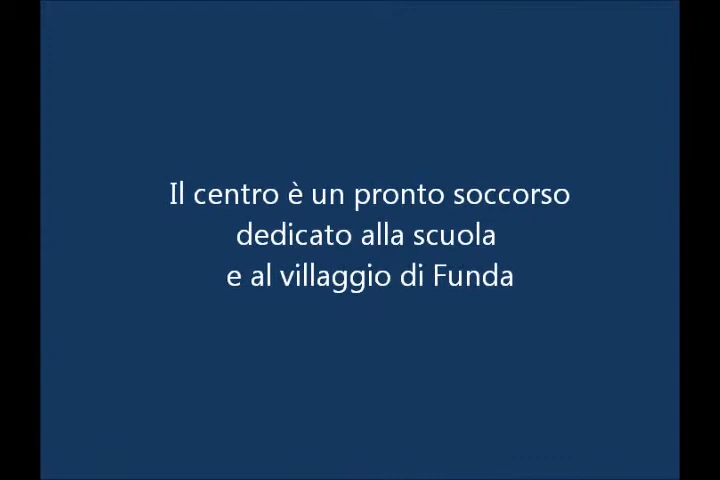 Il centro è un pronto soccorso
dedicato alla scuola
e al villaggio di Funda